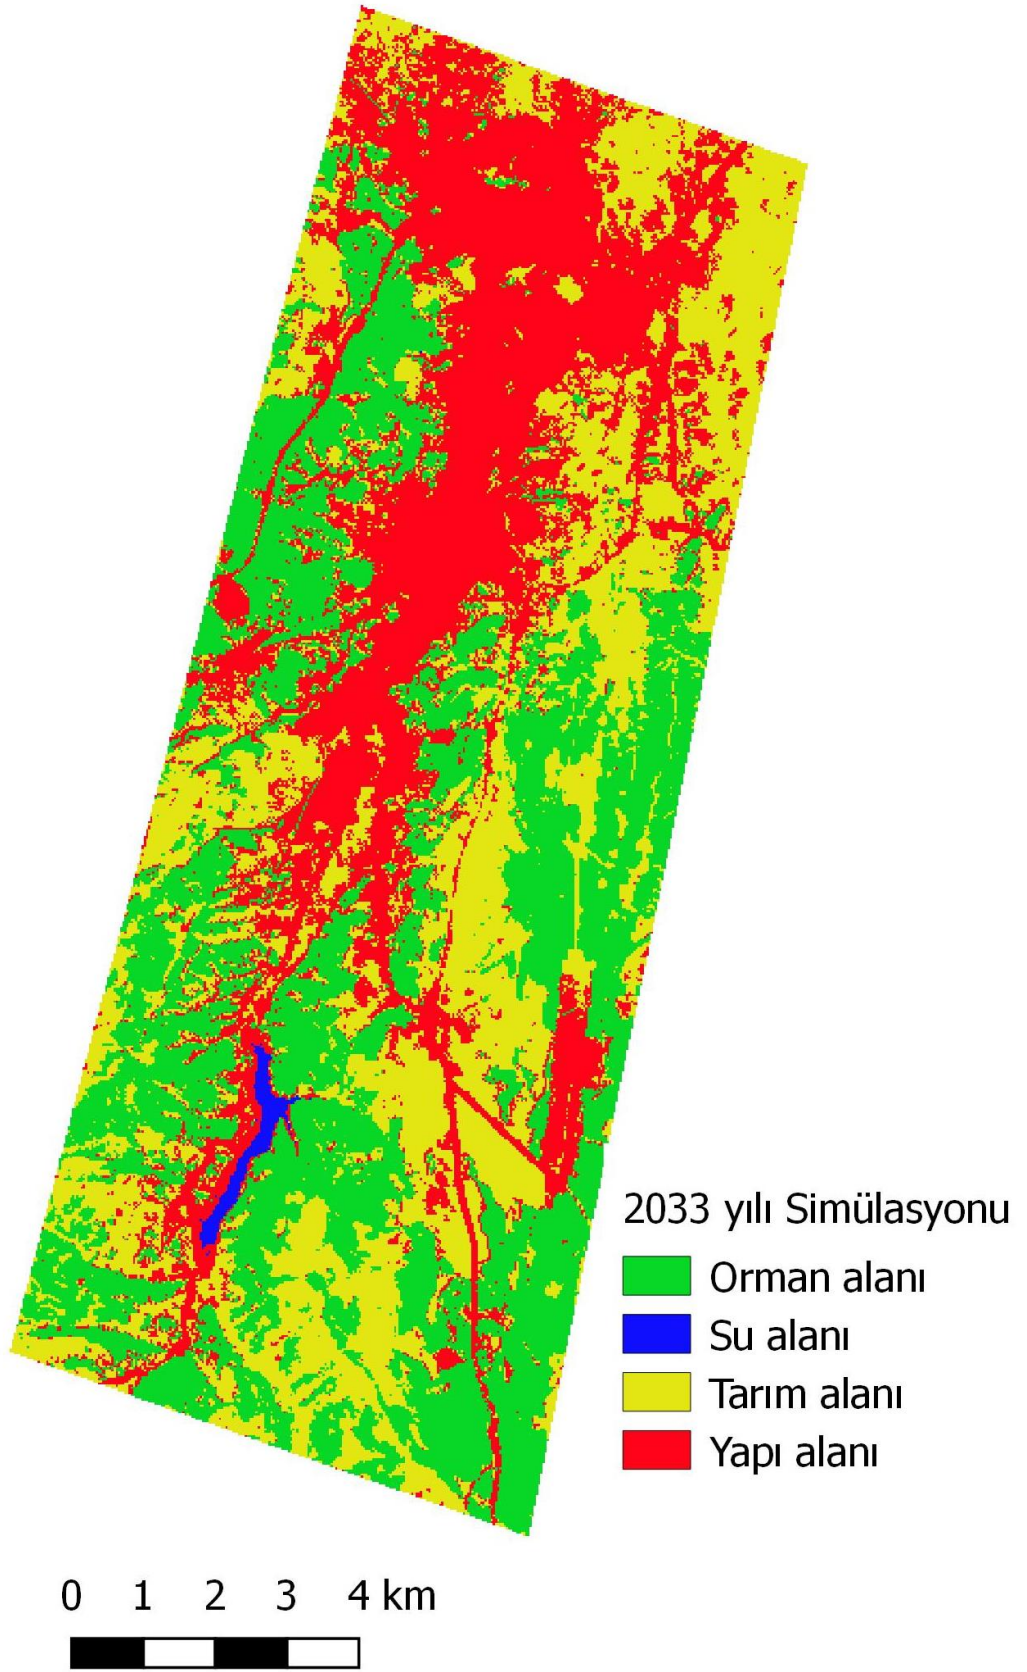 2033 yılı Simülasyonu
Orman alanı
Su alanı
Tarım alanı
Yapı alanı
0 1 2 3 4 km